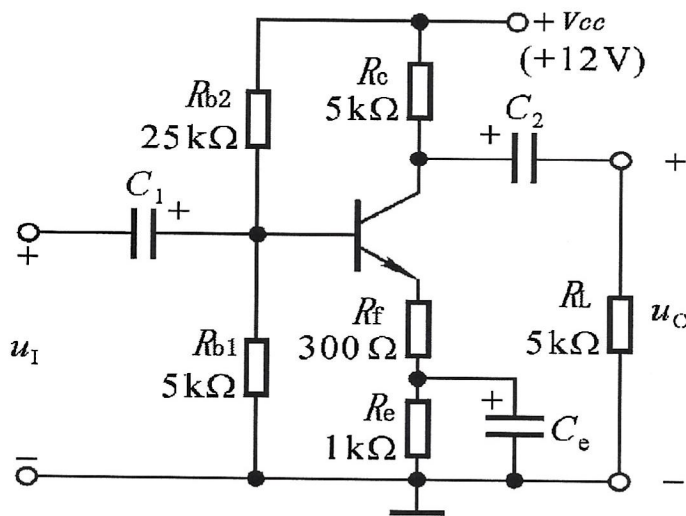 + Vcc
(+12V)
Rc
5kΩ
Rb2
25kΩ
C2
+
C1
+
+
+
Rf
300Ω
RL
5kΩ
uO
uI
Rb1
5kΩ
Re
1kΩ
+
Ce
−
−